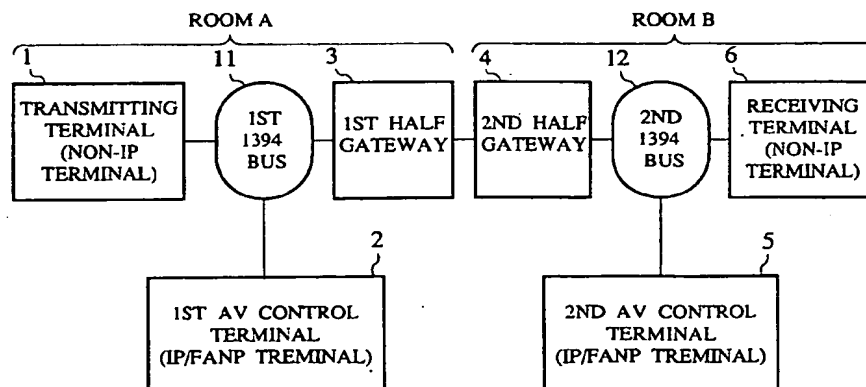 ROOM A
ROOM B
1
11
3
4
12
6
TRANSMITTING
TERMINAL
(NON-IP
TERMINAL)
1ST
1394
BUS
1ST HALF
GATEWAY
2ND HALF
GATEWAY
2ND
1394
BUS
RECEIVING
TERMINAL
(NON-IP
TERMINAL)
2
1ST AV CONTROL
TERMINAL
(IP/FANP TREMINAL)
5
2ND AV CONTROL
TERMINAL
(IP/FANP TREMINAL)